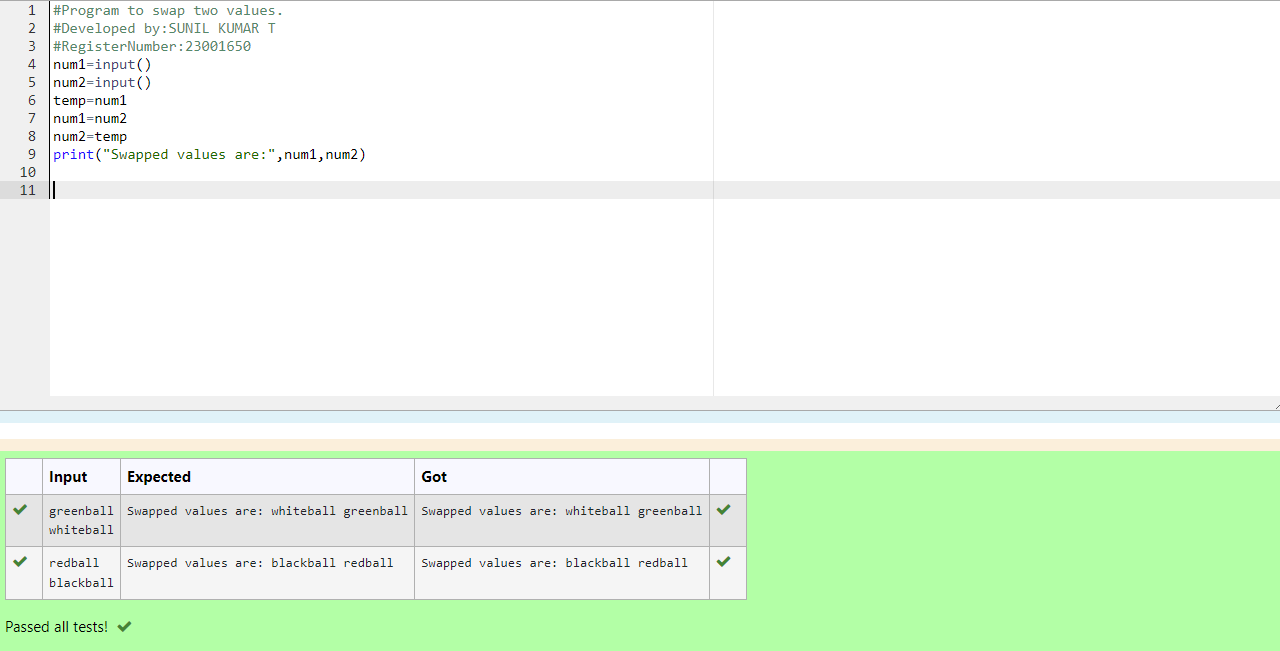 1 #Program to swap two values.
2 #Developed by:SUNIL KUMAR T
3 #RegisterNumber:23001650
4 num1=input()
5 num2=input()
6 temp=num1
7 num1=num2
8 num2=temp
9 print("Swapped values are:",num1,num2)
10
11
Input Expected Got
greenball Swapped values are: whiteball greenball Swapped values are: whiteball greenball
whiteball
redball Swapped values are: blackball redball Swapped values are: blackball redball
blackball
Passed all tests!